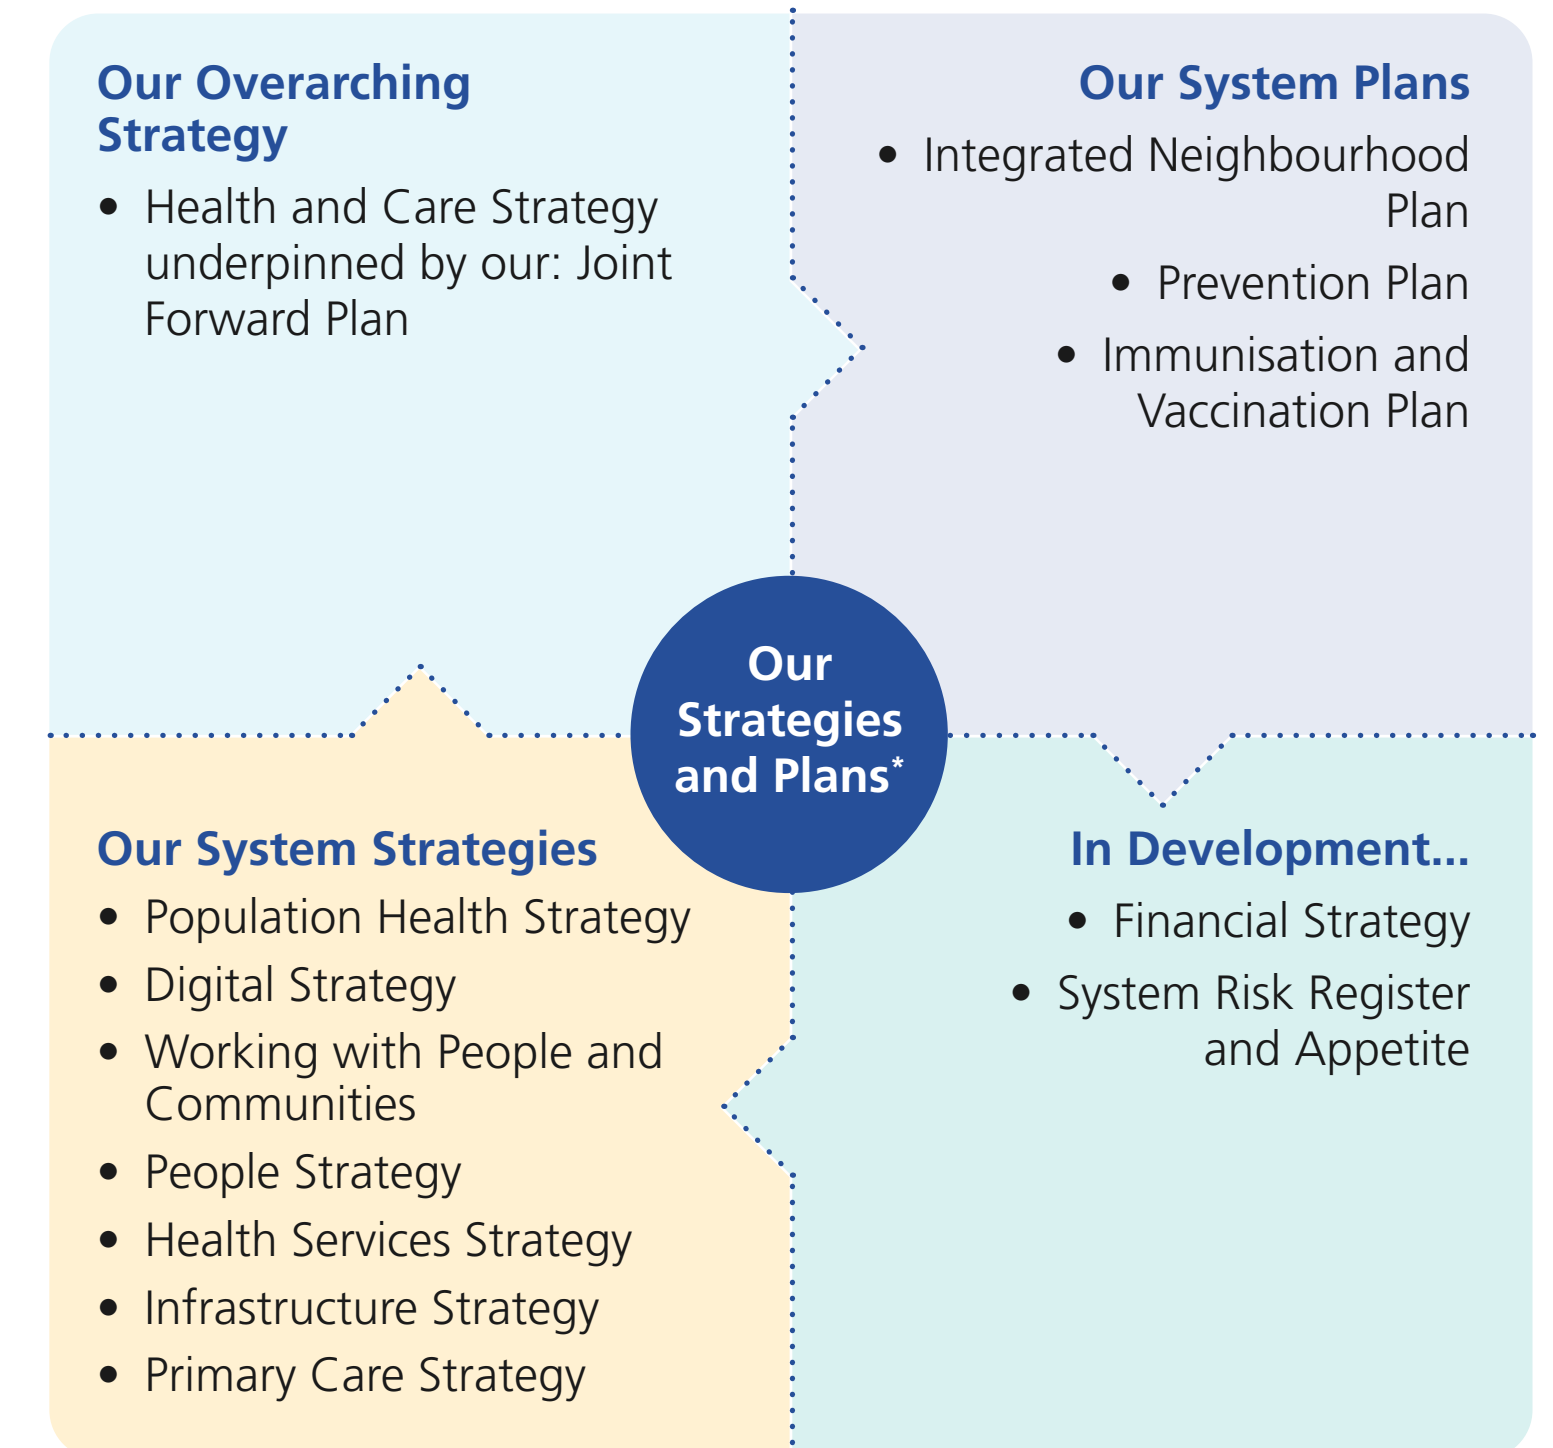 Our Overarching
Strategy
• Health and Care Strategy
underpinned by our: Joint
Forward Plan
Our System Plans
• Integrated Neighbourhood
Plan
• Prevention Plan
• Immunisation and
Vaccination Plan
Our
Strategies
and Plans*
Our System Strategies
• Population Health Strategy
• Digital Strategy
• Working with People and
Communities
• People Strategy
• Health Services Strategy
• Infrastructure Strategy
• Primary Care Strategy
In Development...
• Financial Strategy
• System Risk Register
and Appetite